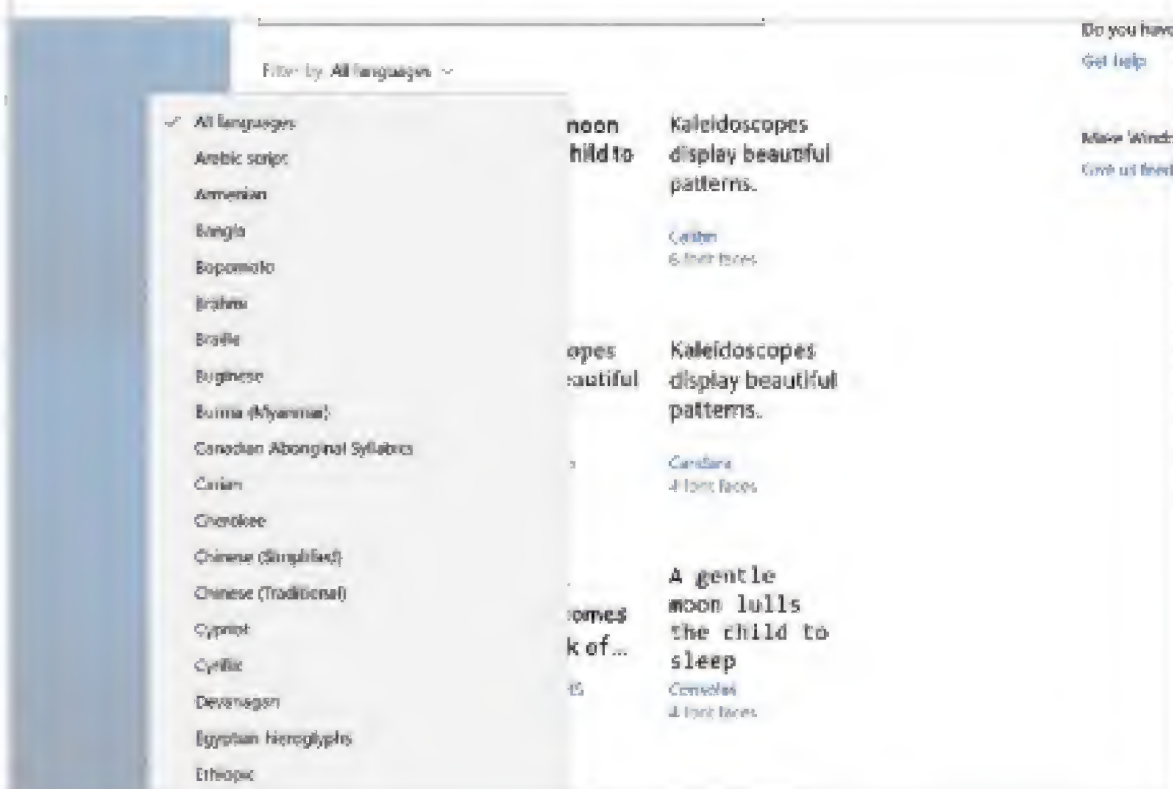 Do you have
Get help
Filter by All languages
All languages
Arabic script
Armenian
Bangla
Bopomofo
Brahmi
Braille
Buginese
Burma (Myanmar)
Canadian Aboriginal Syllabics
Carian
Cherokee
Chinese (Simplified)
Chinese (Traditional)
Cypriot
Cyrillic
Devanagari
Egyptian hieroglyphs
Ethiopic
noon
hild to
Kaleidoscopes
display beautiful
patterns.
Calibri
6 font faces
opes
eautiful
Kaleidoscopes
display beautiful
patterns.
Candara
4 font faces
omes
k of...
MS
A gentle
moon lulls
the child to
sleep
Consolas
4 font faces
Make Windo
Give us feed